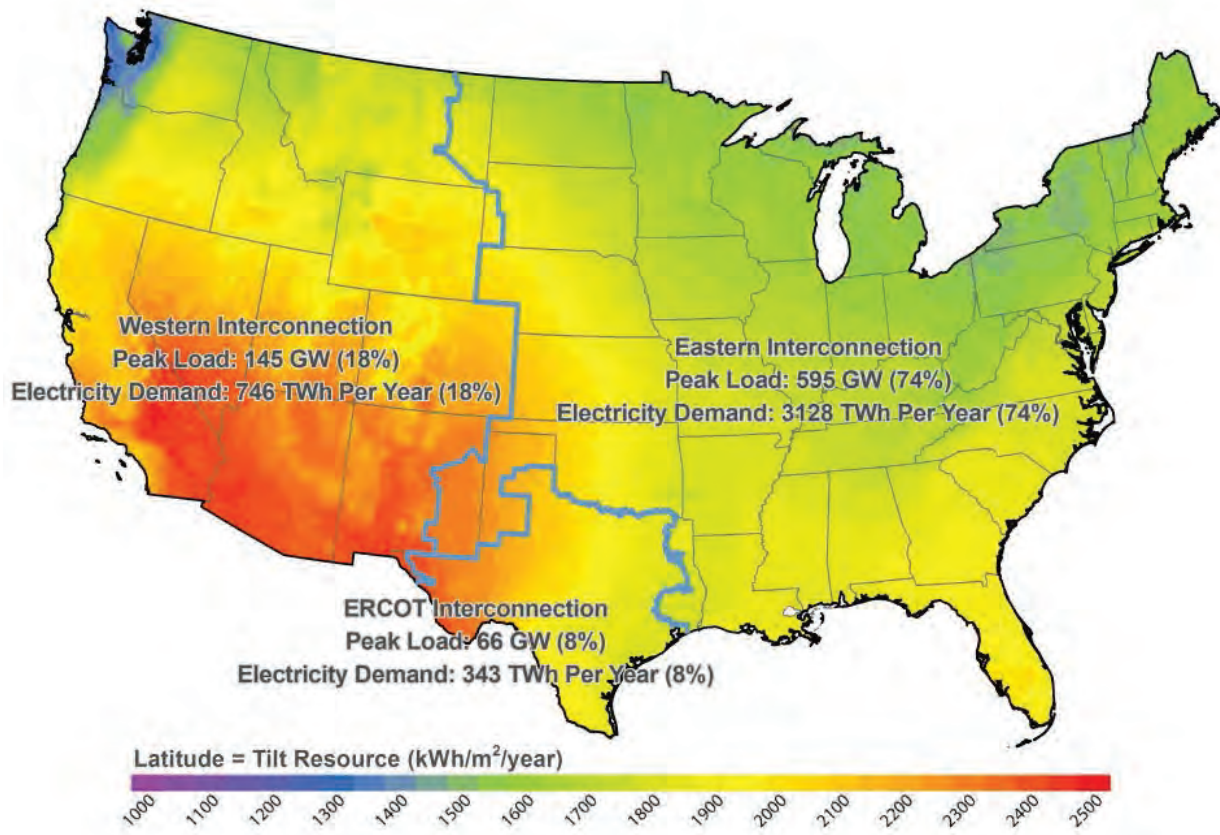 Western Interconnection
Peak Load: 145 GW (18%)
Electricity Demand: 746 TWh Per Year (18%)
Eastern Interconnection
Peak Load: 595 GW (74%)
Electricity Demand: 3128 TWh Per Year (74%)
ERCOT Interconnection
Peak Load: 66 GW (8%)
Electricity Demand: 343 TWh Per Year (8%)
Latitude = Tilt Resource (kWh/m²/year)
1000 1100 1200 1300 1400 1500 1600 1700 1800 1900 2000 2100 2200 2300 2400 2500